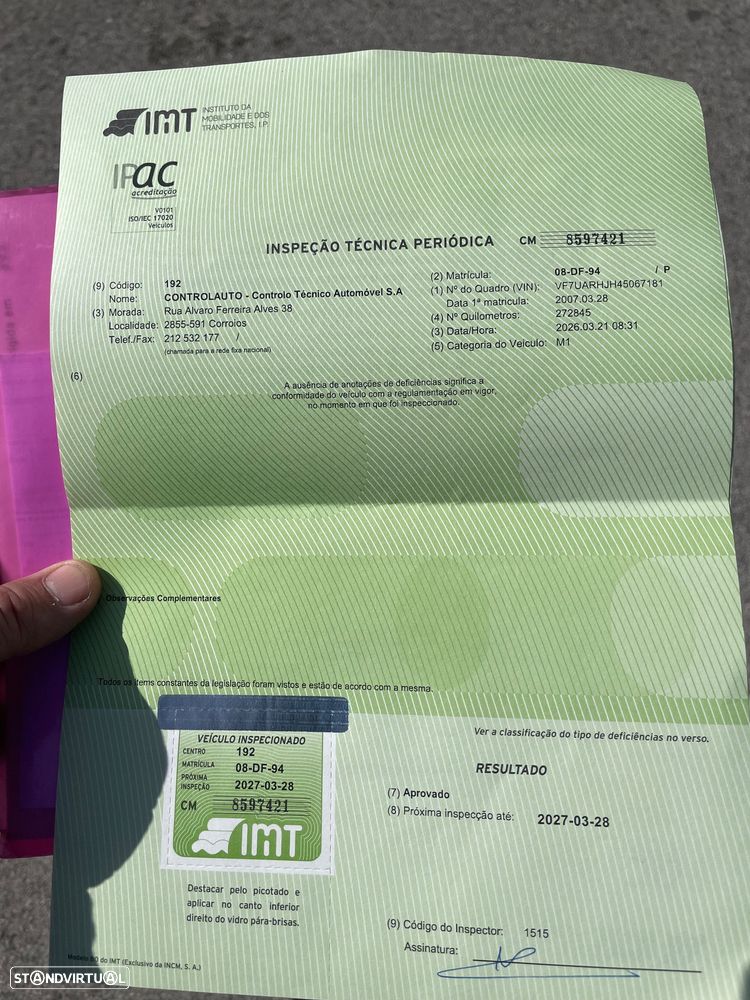 IMT INSTITUTO DA
MOBILIDADE E DOS
TRANSPORTES, I.P.
IPAC
acreditação
V0101
ISO/IEC 17020
Veículos
INSPEÇÃO TÉCNICA PERIÓDICA CM 8597421
(9) Código: 192
Nome: CONTROLAUTO - Controlo Técnico Automóvel S.A
(3) Morada: Rua Alvaro Ferreira Alves 38
Localidade: 2855-591 Corroios
Telef./Fax: 212 532 177 /
(chamada para a rede fixa nacional)
(2) Matrícula: 08-DF-94 / P
(1) Nº do Quadro (VIN): VF7UARHJH45067181
Data 1ª matricula: 2007.03.28
(4) Nº Quilometros: 272845
(3) Data/Hora: 2026.03.21 08:31
(5) Categoria do Veículo: M1
(6)
A ausência de anotações de deficiências significa a
conformidade do veículo com a regulamentação em vigor,
no momento em que foi inspeccionado.
Observações Complementares
Todos os items constantes da legislação foram vistos e estão de acordo com a mesma.
VEÍCULO INSPECIONADO
CENTRO 192
MATRÍCULA 08-DF-94
PRÓXIMA
INSPEÇÃO 2027-03-28
CM 8597421
IMT
Destacar pelo picotado e
aplicar no canto inferior
direito do vidro pára-brisas.
Ver a classificação do tipo de deficiências no verso.
RESULTADO
(7) Aprovado
(8) Próxima inspecção até: 2027-03-28
(9) Código do Inspector: 1515
Assinatura:
Modelo 80 do IMT (Exclusivo da INCM, S. A.)
STANDVIRTUAL